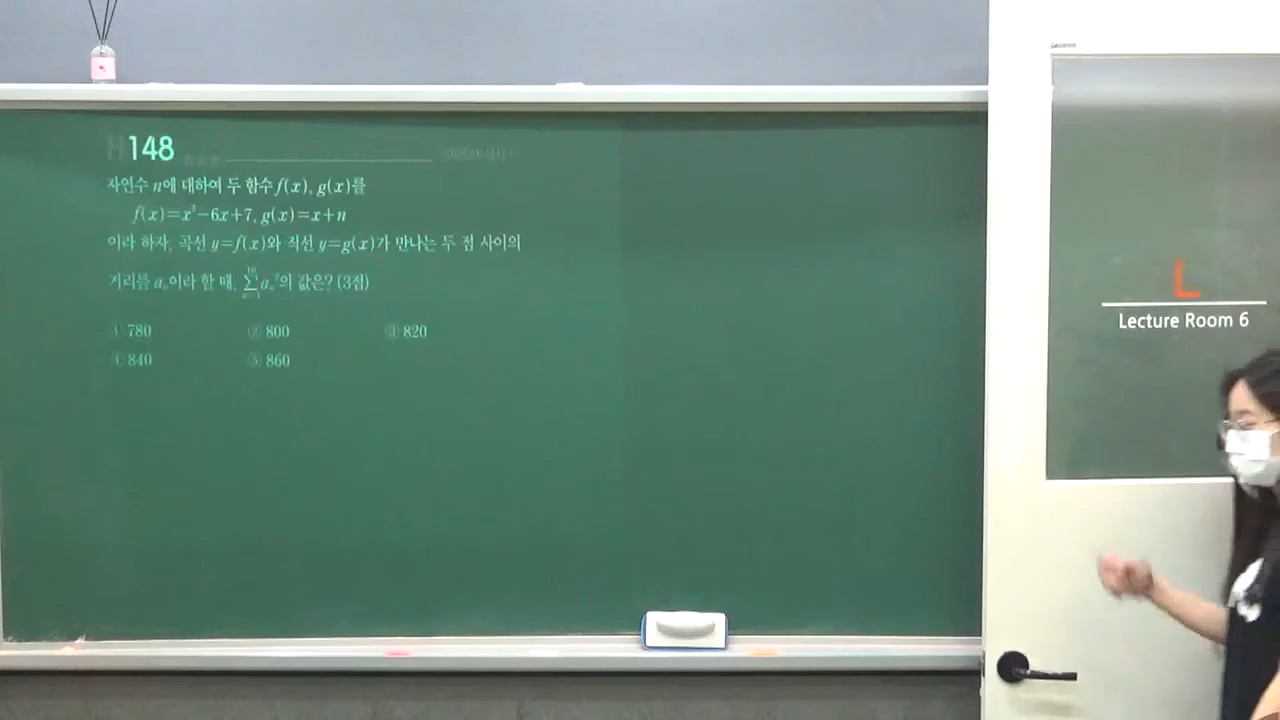 H148
자연수 n에 대하여 두 함수 f(x), g(x)를
f(x)=x²-6x+7, g(x)=x+n
이라 하자. 곡선 y=f(x)와 직선 y=g(x)가 만나는 두 점 사이의
거리를 aₙ이라 할 때, ∑aₙ²의 값은? (3점)
① 780 ② 800 ③ 820
④ 840 ⑤ 860
L
Lecture Room 6